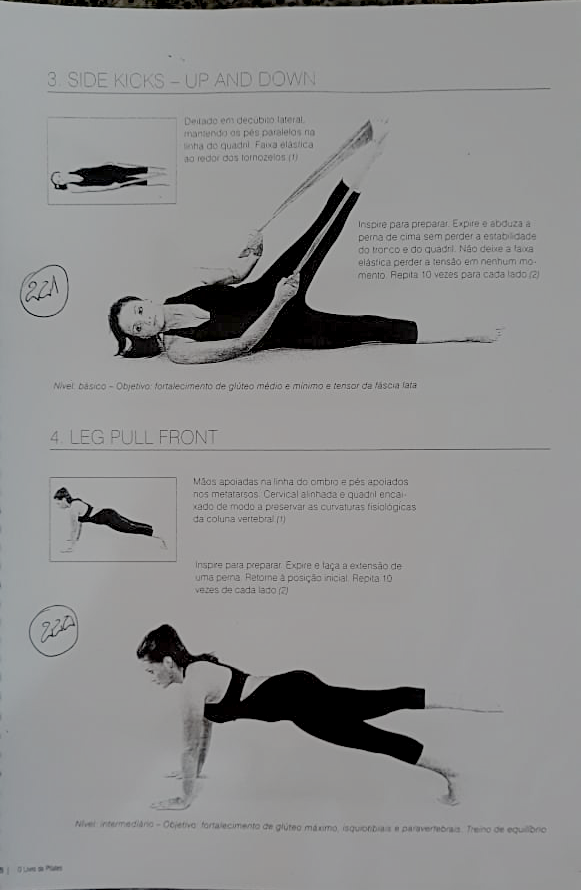 3. SIDE KICKS – UP AND DOWN
Deitado em decúbito lateral,
mantendo os pés paralelos na
linha do quadril. Faixa elástica
ao redor dos tornozelos.(1)
Inspire para preparar. Expire e abduza a
perna de cima sem perder a estabilidade
do tronco e do quadril. Não deixe a faixa
elástica perder a tensão em nenhum mo-
mento. Repita 10 vezes para cada lado.(2)
221
Nível: básico – Objetivo: fortalecimento de glúteo médio e mínimo e tensor da fáscia lata
4. LEG PULL FRONT
Mãos apoiadas na linha do ombro e pés apoiados
nos metatarsos. Cervical alinhada e quadril encai-
xado de modo a preservar as curvaturas fisiológicas
da coluna vertebral.(1)
Inspire para preparar. Expire e faça a extensão de
uma perna. Retorne à posição inicial. Repita 10
vezes de cada lado.(2)
Nível: intermediário – Objetivo: fortalecimento de glúteo máximo, isquiotibiais e paravertebrais. Treino de equilíbrio
O Livro de Pilates